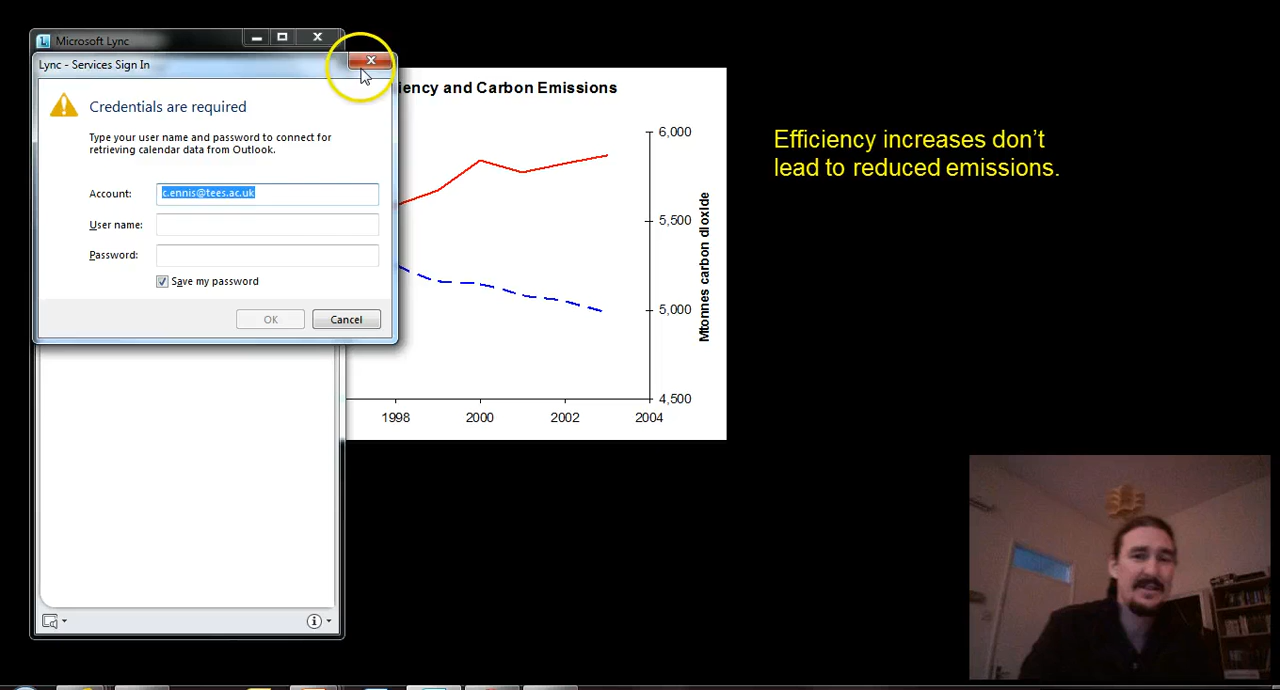 Microsoft Lync
Lync - Services Sign In
Credentials are required
Type your user name and password to connect for
retrieving calendar data from Outlook.
Account: c.ennis@tees.ac.uk
User name:
Password:
Save my password
OK Cancel
and Carbon Emissions
6,000
5,500
5,000
4,500
Mtonnes carbon dioxide
1998 2000 2002 2004
Efficiency increases don't
lead to reduced emissions.